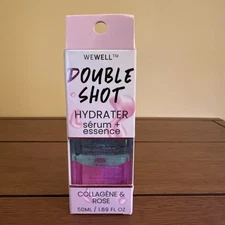 WEWELL™
DOUBLE
SHOT
HYDRATER
sérum +
essence
COLLAGÈNE &
ROSE
50ML / 1.69 FL OZ